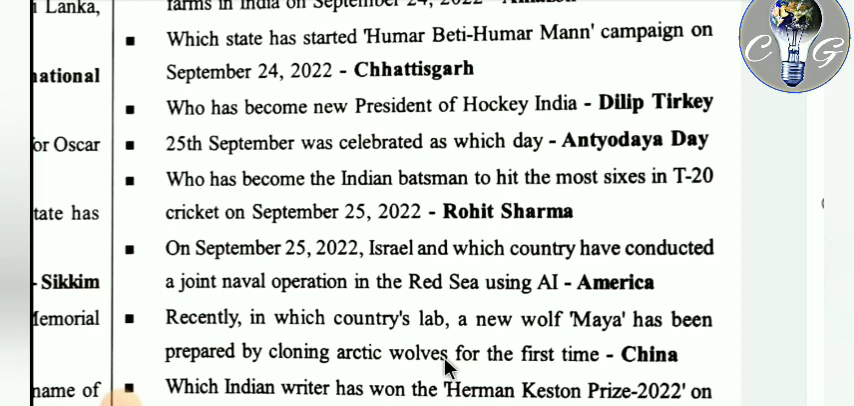 i Lanka,
national
or Oscar
tate has
- Sikkim
Memorial
name of
farms in India on September 24, 2022 - Amazon
▪ Which state has started 'Humar Beti-Humar Mann' campaign on
September 24, 2022 - Chhattisgarh
▪ Who has become new President of Hockey India - Dilip Tirkey
▪ 25th September was celebrated as which day - Antyodaya Day
▪ Who has become the Indian batsman to hit the most sixes in T-20
cricket on September 25, 2022 - Rohit Sharma
▪ On September 25, 2022, Israel and which country have conducted
a joint naval operation in the Red Sea using AI - America
▪ Recently, in which country's lab, a new wolf 'Maya' has been
prepared by cloning arctic wolves for the first time - China
▪ Which Indian writer has won the 'Herman Keston Prize-2022' on
C G